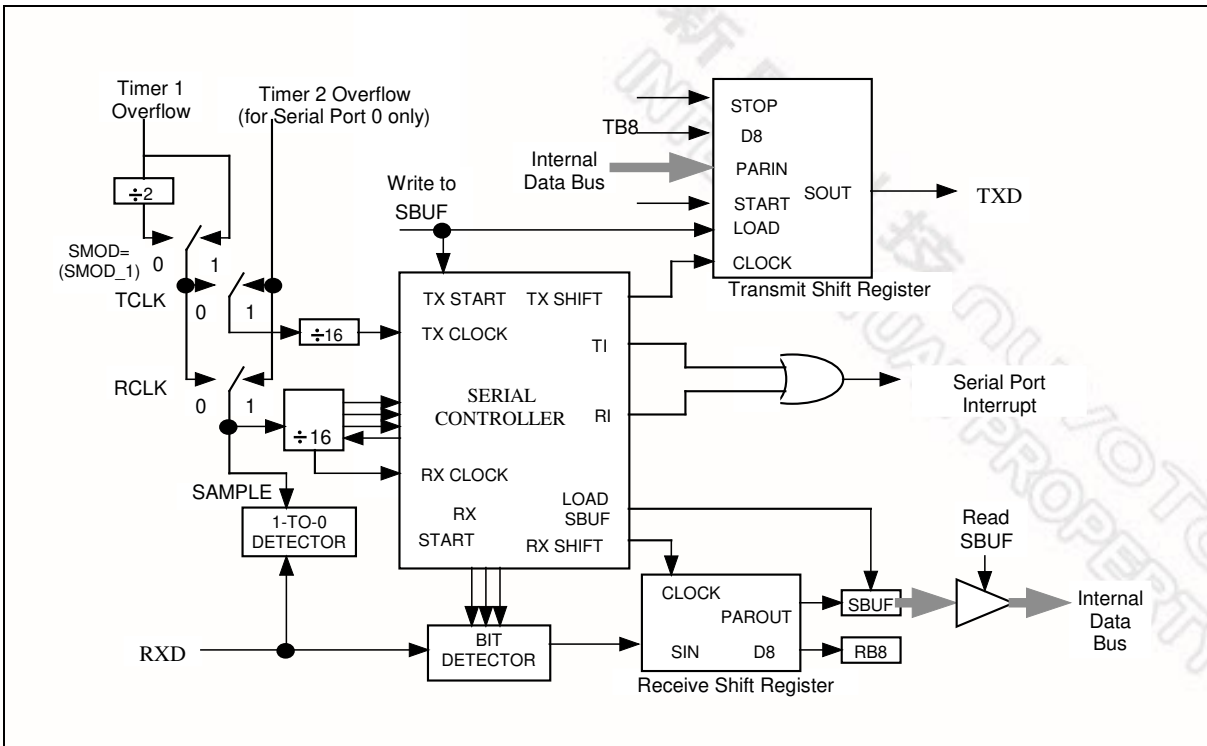 Timer 1
Overflow
Timer 2 Overflow
(for Serial Port 0 only)
÷2
SMOD=
(SMOD_1)
0
1
TCLK
0
1
÷16
RCLK
0
1
÷16
SAMPLE
1-TO-0
DETECTOR
RXD
Write to
SBUF
TX START
TX SHIFT
TX CLOCK
TI
SERIAL
CONTROLLER
RI
RX CLOCK
LOAD
SBUF
RX
START
RX SHIFT
BIT
DETECTOR
TB8
Internal
Data Bus
STOP
D8
PARIN
SOUT
START
LOAD
CLOCK
Transmit Shift Register
TXD
Serial Port
Interrupt
CLOCK
PAROUT
SIN
D8
Receive Shift Register
SBUF
RB8
Read
SBUF
Internal
Data
Bus